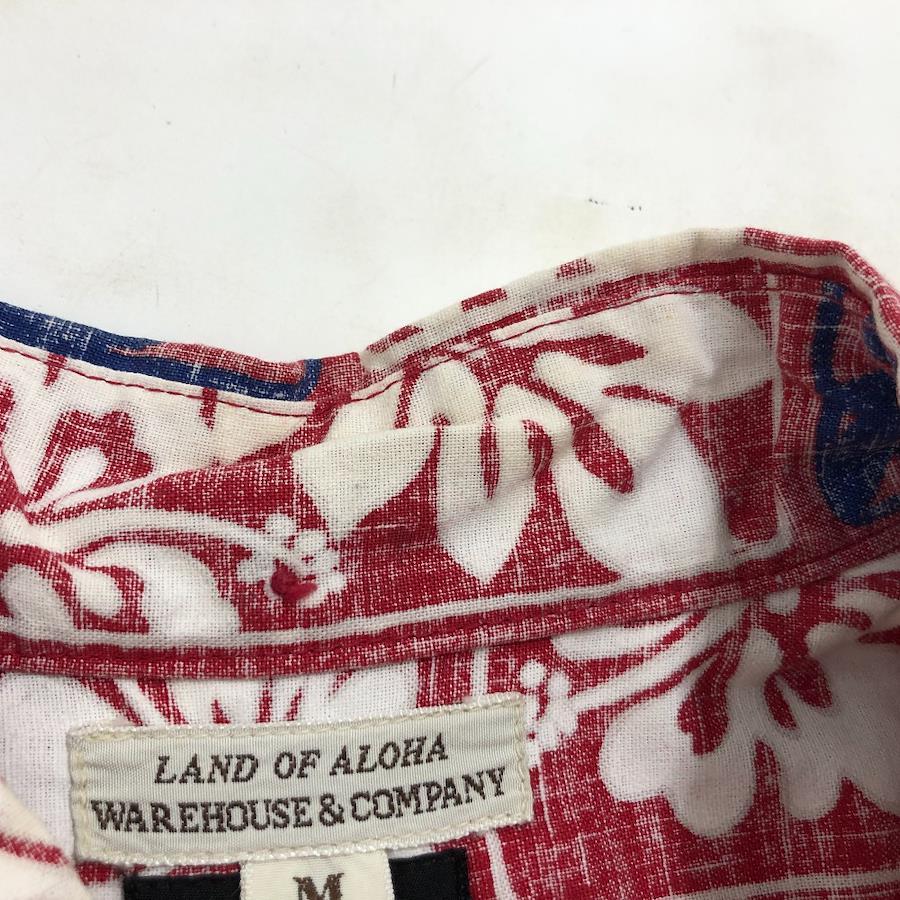 LAND OF ALOHA
WAREHOUSE & COMPANY
M